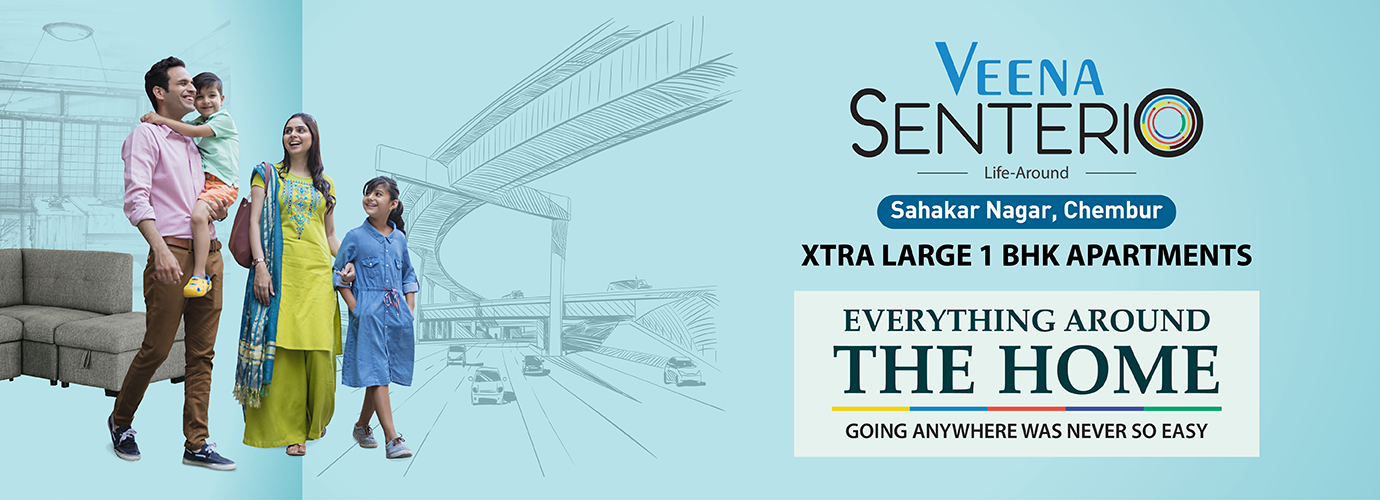 VEENA
SENTERIO
Life-Around
Sahakar Nagar, Chembur
XTRA LARGE 1 BHK APARTMENTS
EVERYTHING AROUND
THE HOME
GOING ANYWHERE WAS NEVER SO EASY